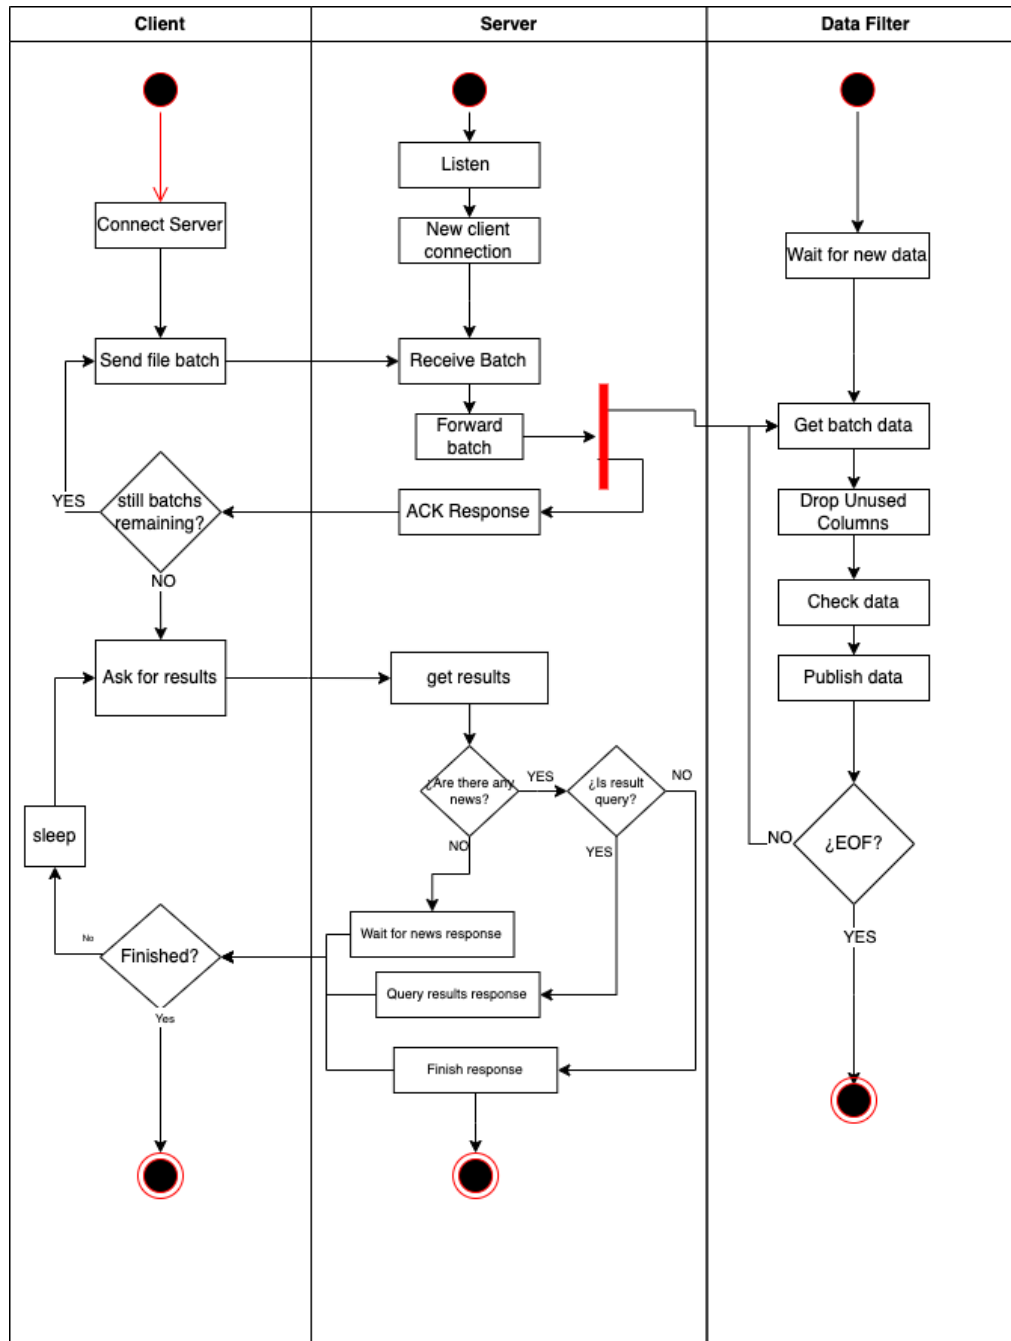 Client
Server
Data Filter
Listen
Connect Server
New client
connection
Wait for new data
Send file batch
Receive Batch
Forward
batch
Get batch data
YES
still batchs
remaining?
ACK Response
Drop Unused
Columns
NO
Check data
Ask for results
get results
Publish data
¿Are there any
news?
YES
¿Is result
query?
NO
sleep
NO
YES
NO
¿EOF?
Wait for news response
No
Finished?
YES
Query results response
Yes
Finish response